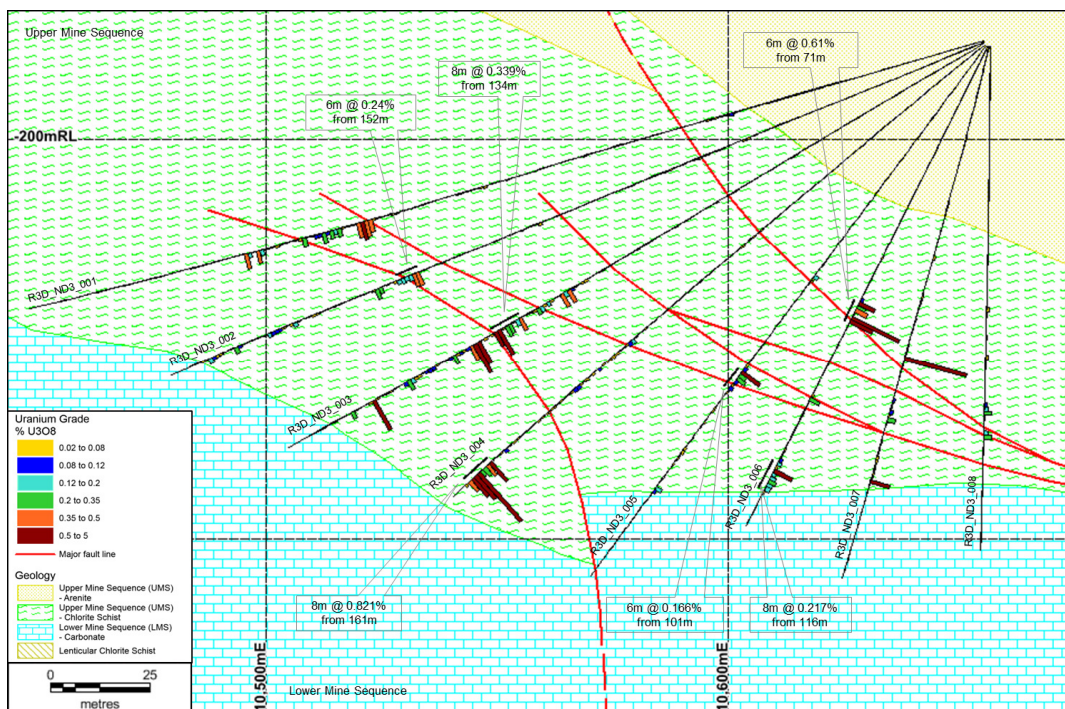 Upper Mine Sequence
6m @ 0.61%
from 71m
8m @ 0.339%
from 134m
6m @ 0.24%
from 152m
-200mRL
R3D_ND3_001
R3D_ND3_002
R3D_ND3_003
R3D_ND3_004
R3D_ND3_005
R3D_ND3_006
R3D_ND3_007
R3D_ND3_008
Uranium Grade
% U3O8
0.02 to 0.08
0.08 to 0.12
0.12 to 0.2
0.2 to 0.35
0.35 to 0.5
0.5 to 5
Major fault line
Geology
Upper Mine Sequence (UMS)
- Arenite
Upper Mine Sequence (UMS)
- Chlorite Schist
Lower Mine Sequence (LMS)
- Carbonate
Lenticular Chlorite Schist
0 25
metres
8m @ 0.821%
from 161m
6m @ 0.166%
from 101m
8m @ 0.217%
from 116m
10,500mE
10,600mE
Lower Mine Sequence